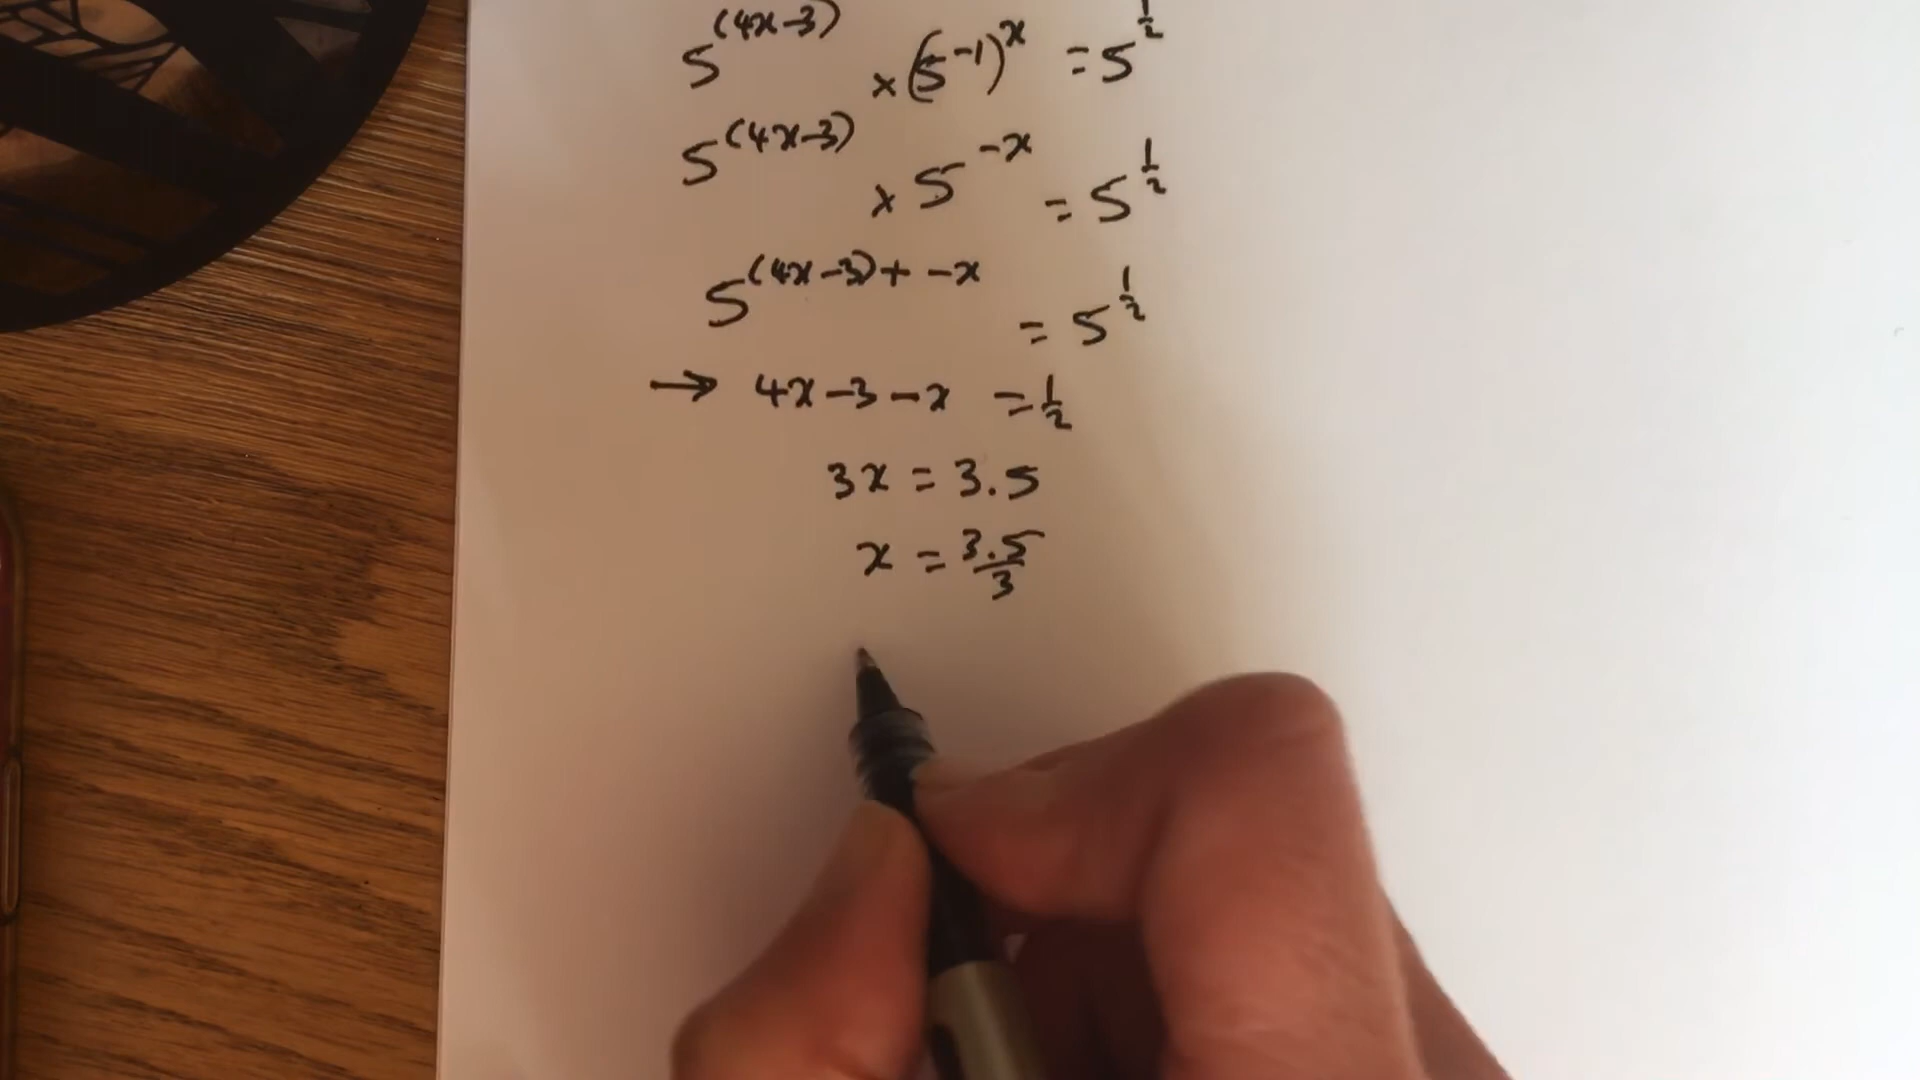 5^(4x-3) × (5^-1)^x = 5^½
5^(4x-3) × 5^-x = 5^½
5^(4x-3)+-x = 5^½
→ 4x-3-x = ½
3x = 3.5
x = 3.5/3